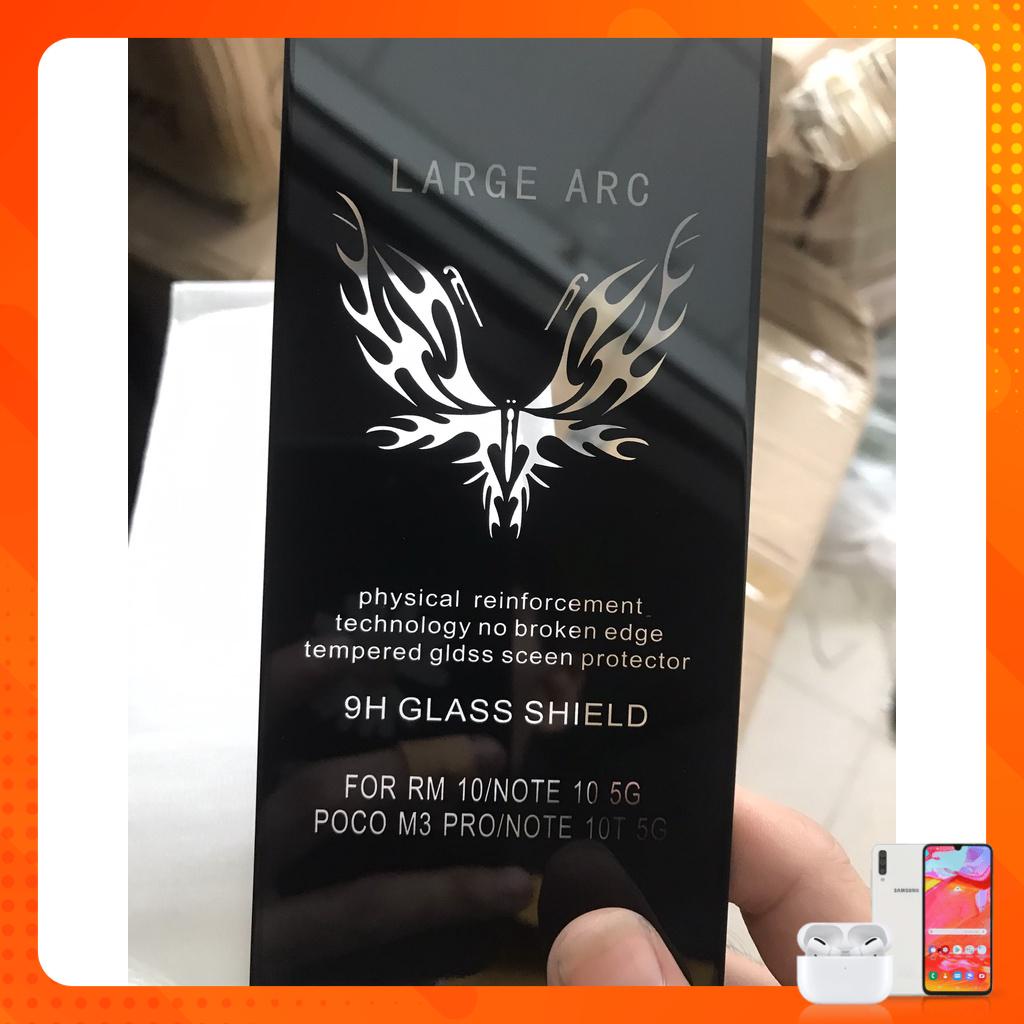 LARGE ARC
physical reinforcement
technology no broken edge
tempered gldss sceen protector
9H GLASS SHIELD
FOR RM 10/NOTE 10 5G
POCO M3 PRO/NOTE 10T 5G
SAMSUNG